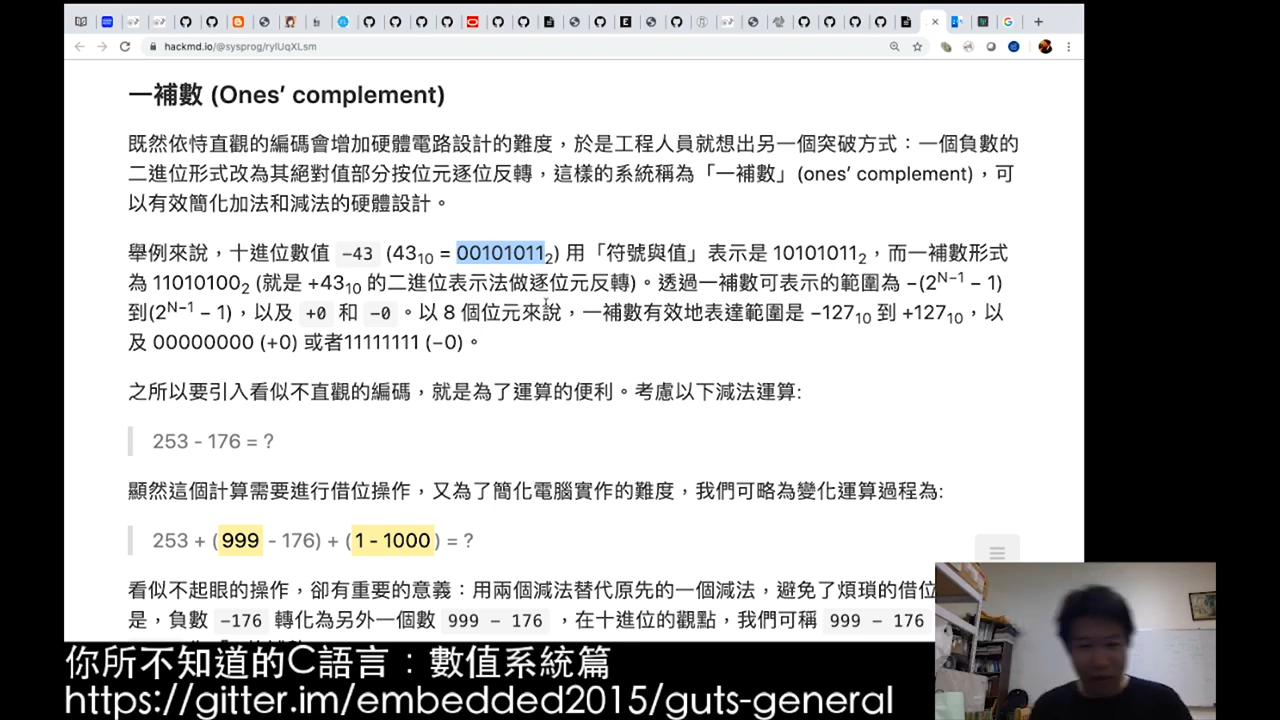 hackmd.io/@sysprog/rylUqXLsm
一補數 (Ones’ complement)
既然依恃直觀的編碼會增加硬體電路設計的難度，於是工程人員就想出另一個突破方式：一個負數的
二進位形式改為其絕對值部分按位元逐位反轉，這樣的系統稱為「一補數」(ones’ complement)，可
以有效簡化加法和減法的硬體設計。
舉例來說，十進位數值 −43 (43₁₀ = 00101011₂) 用「符號與值」表示是 10101011₂，而一補數形式
為 11010100₂ (就是 +43₁₀ 的二進位表示法做逐位元反轉)。透過一補數可表示的範圍為 −(2ᴺ⁻¹ − 1)
到(2ᴺ⁻¹ − 1)，以及 +0 和 −0 。以 8 個位元來說，一補數有效地表達範圍是 −127₁₀ 到 +127₁₀，以
及 00000000 (+0) 或者11111111 (−0)。
之所以要引入看似不直觀的編碼，就是為了運算的便利。考慮以下減法運算:
253 - 176 = ?
顯然這個計算需要進行借位操作，又為了簡化電腦實作的難度，我們可略為變化運算過程為:
253 + (999 - 176) + (1 - 1000) = ?
看似不起眼的操作，卻有重要的意義：用兩個減法替代原先的一個減法，避免了煩瑣的借位
是，負數 −176 轉化為另外一個數 999 − 176 ，在十進位的觀點，我們可稱 999 − 176
你所不知道的C語言：數值系統篇
https://gitter.im/embedded2015/guts-general